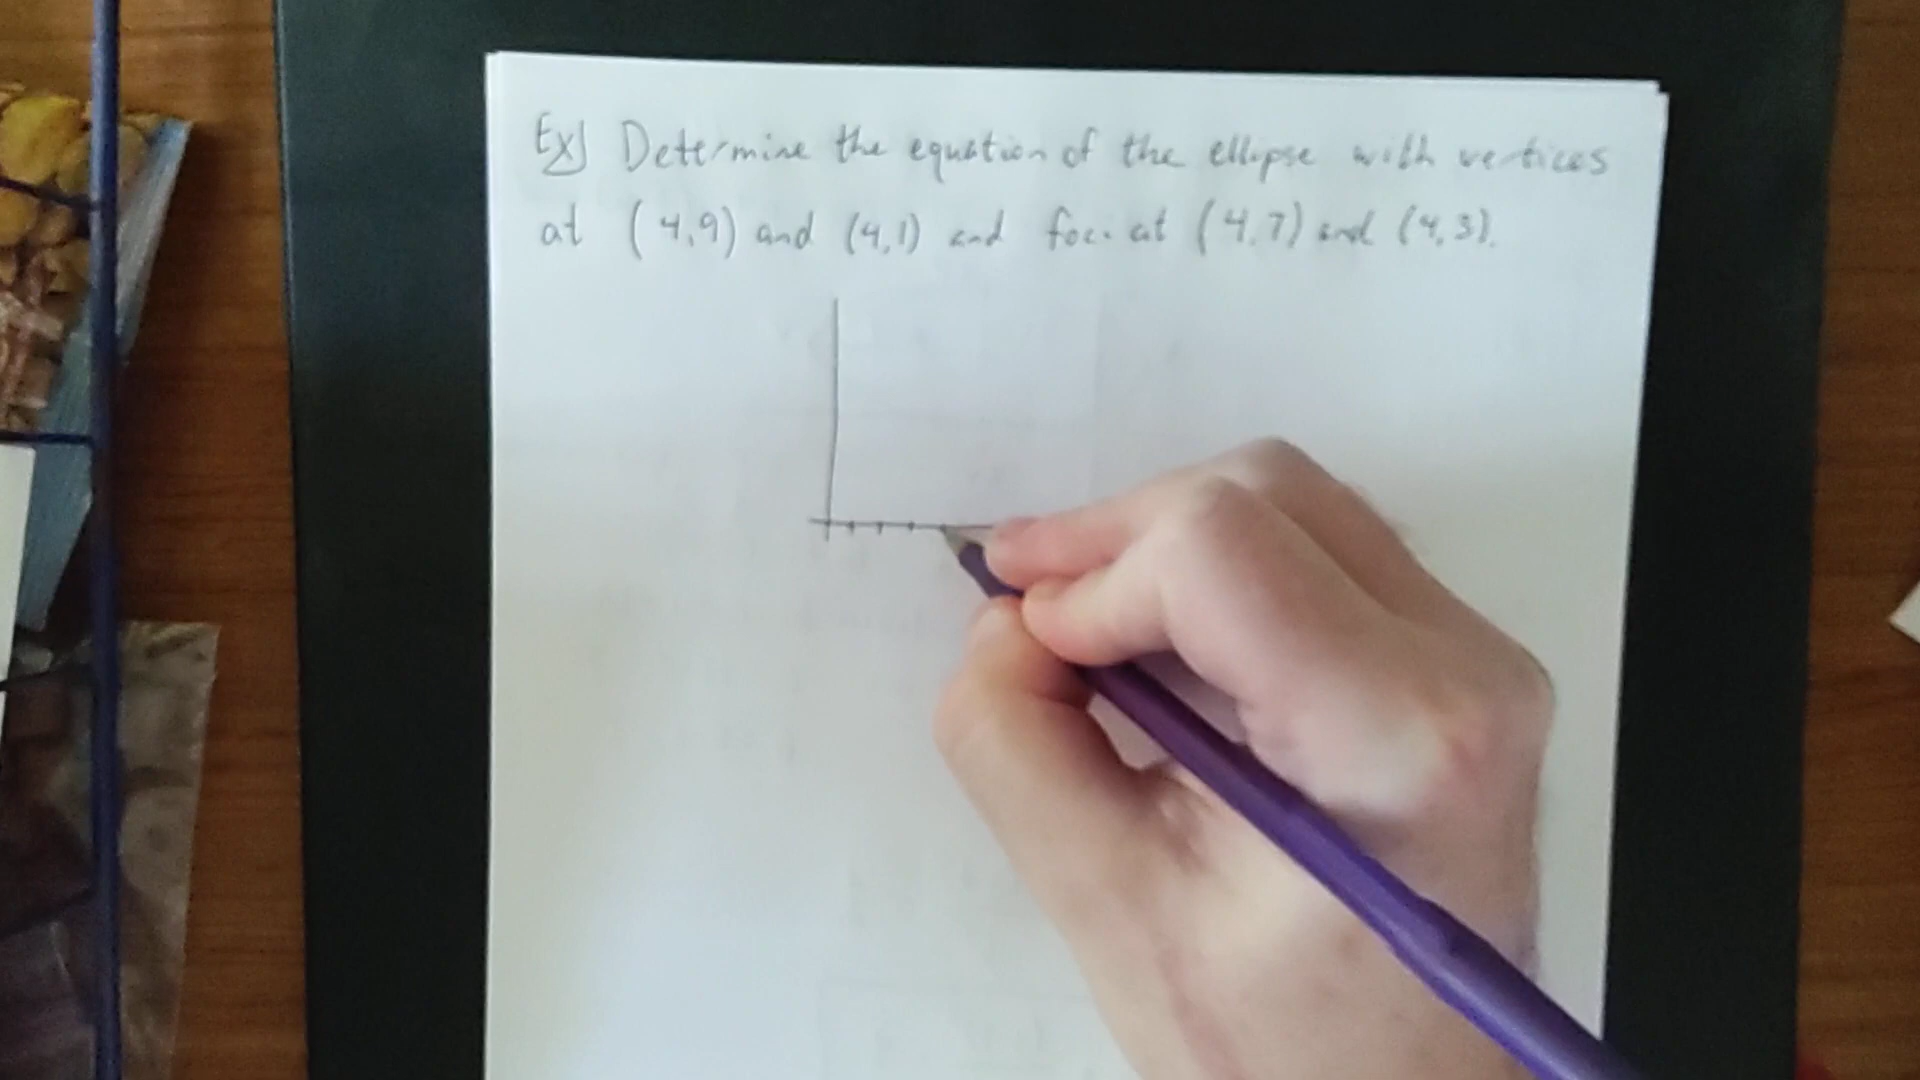 Ex] Determine the equation of the ellipse with vertices
at (4,9) and (4,1) and foci at (4,7) and (4,3).